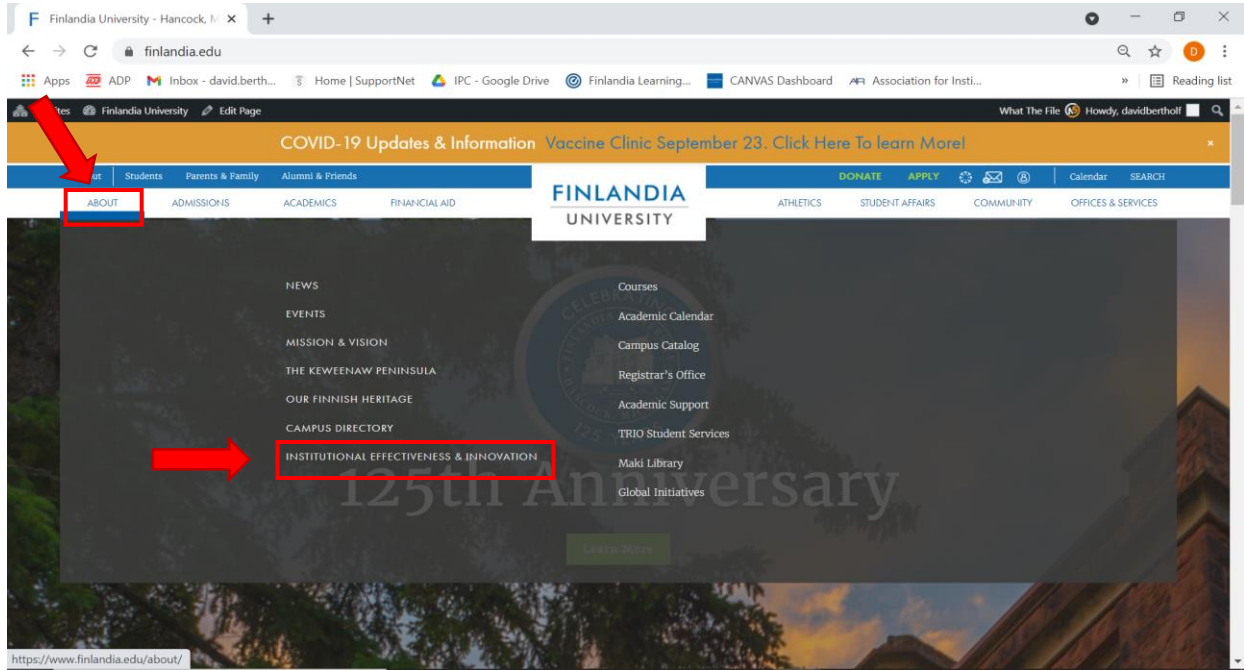 Finlandia University - Hancock, M
finlandia.edu
D
Apps ADP Inbox - david.berth... Home | SupportNet IPC - Google Drive Finlandia Learning... CANVAS Dashboard Association for Insti... » Reading list
Finlandia University Edit Page What The File Howdy, davidbertholf
COVID-19 Updates & Information Vaccine Clinic September 23. Click Here To learn More!
Students Parents & Family Alumni & Friends DONATE APPLY Calendar SEARCH
FINLANDIA
UNIVERSITY
ABOUT ADMISSIONS ACADEMICS FINANCIAL AID ATHLETICS STUDENT AFFAIRS COMMUNITY OFFICES & SERVICES
CELEBRATING
NEWS
EVENTS
MISSION & VISION
THE KEWEENAW PENINSULA
OUR FINNISH HERITAGE
CAMPUS DIRECTORY
INSTITUTIONAL EFFECTIVENESS & INNOVATION
Courses
Academic Calendar
Campus Catalog
Registrar's Office
Academic Support
TRIO Student Services
Maki Library
Global Initiatives
125th Anniversary
Learn More
https://www.finlandia.edu/about/